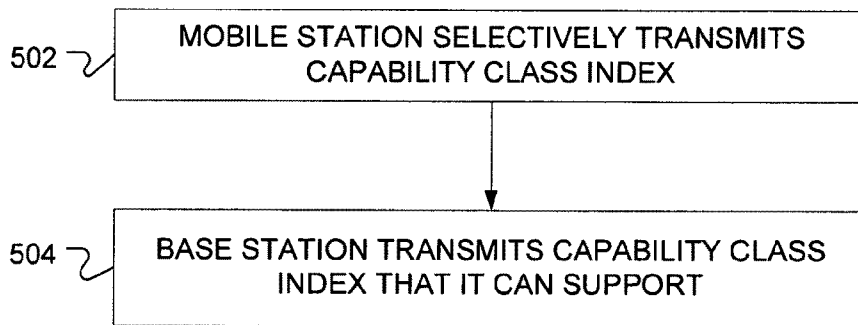 502
MOBILE STATION SELECTIVELY TRANSMITS
CAPABILITY CLASS INDEX
504
BASE STATION TRANSMITS CAPABILITY CLASS
INDEX THAT IT CAN SUPPORT